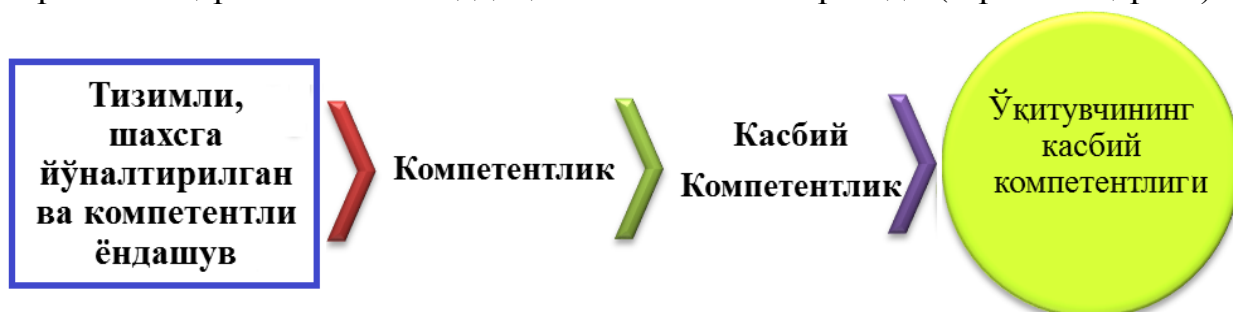 Тизимли,
шахсга
йўналтирилган
ва компетентли
ёндашув
Компетентлик
Касбий
Компетентлик
Ўқитувчининг
касбий
компетентлиги